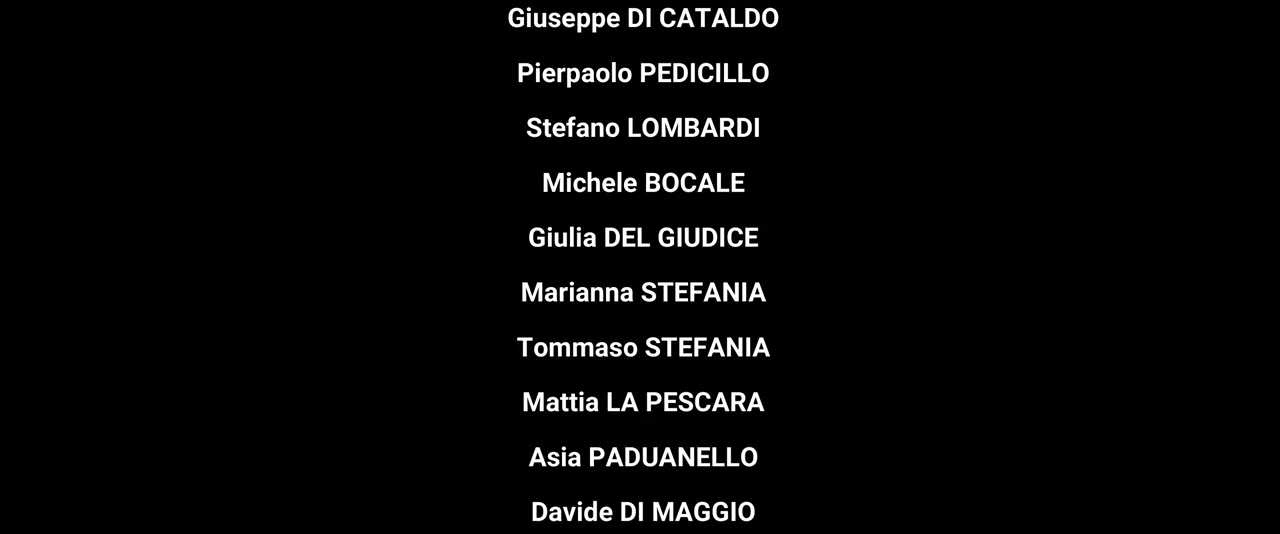 Giuseppe DI CATALDO
Pierpaolo PEDICILLO
Stefano LOMBARDI
Michele BOCALE
Giulia DEL GIUDICE
Marianna STEFANIA
Tommaso STEFANIA
Mattia LA PESCARA
Asia PADUANELLO
Davide DI MAGGIO